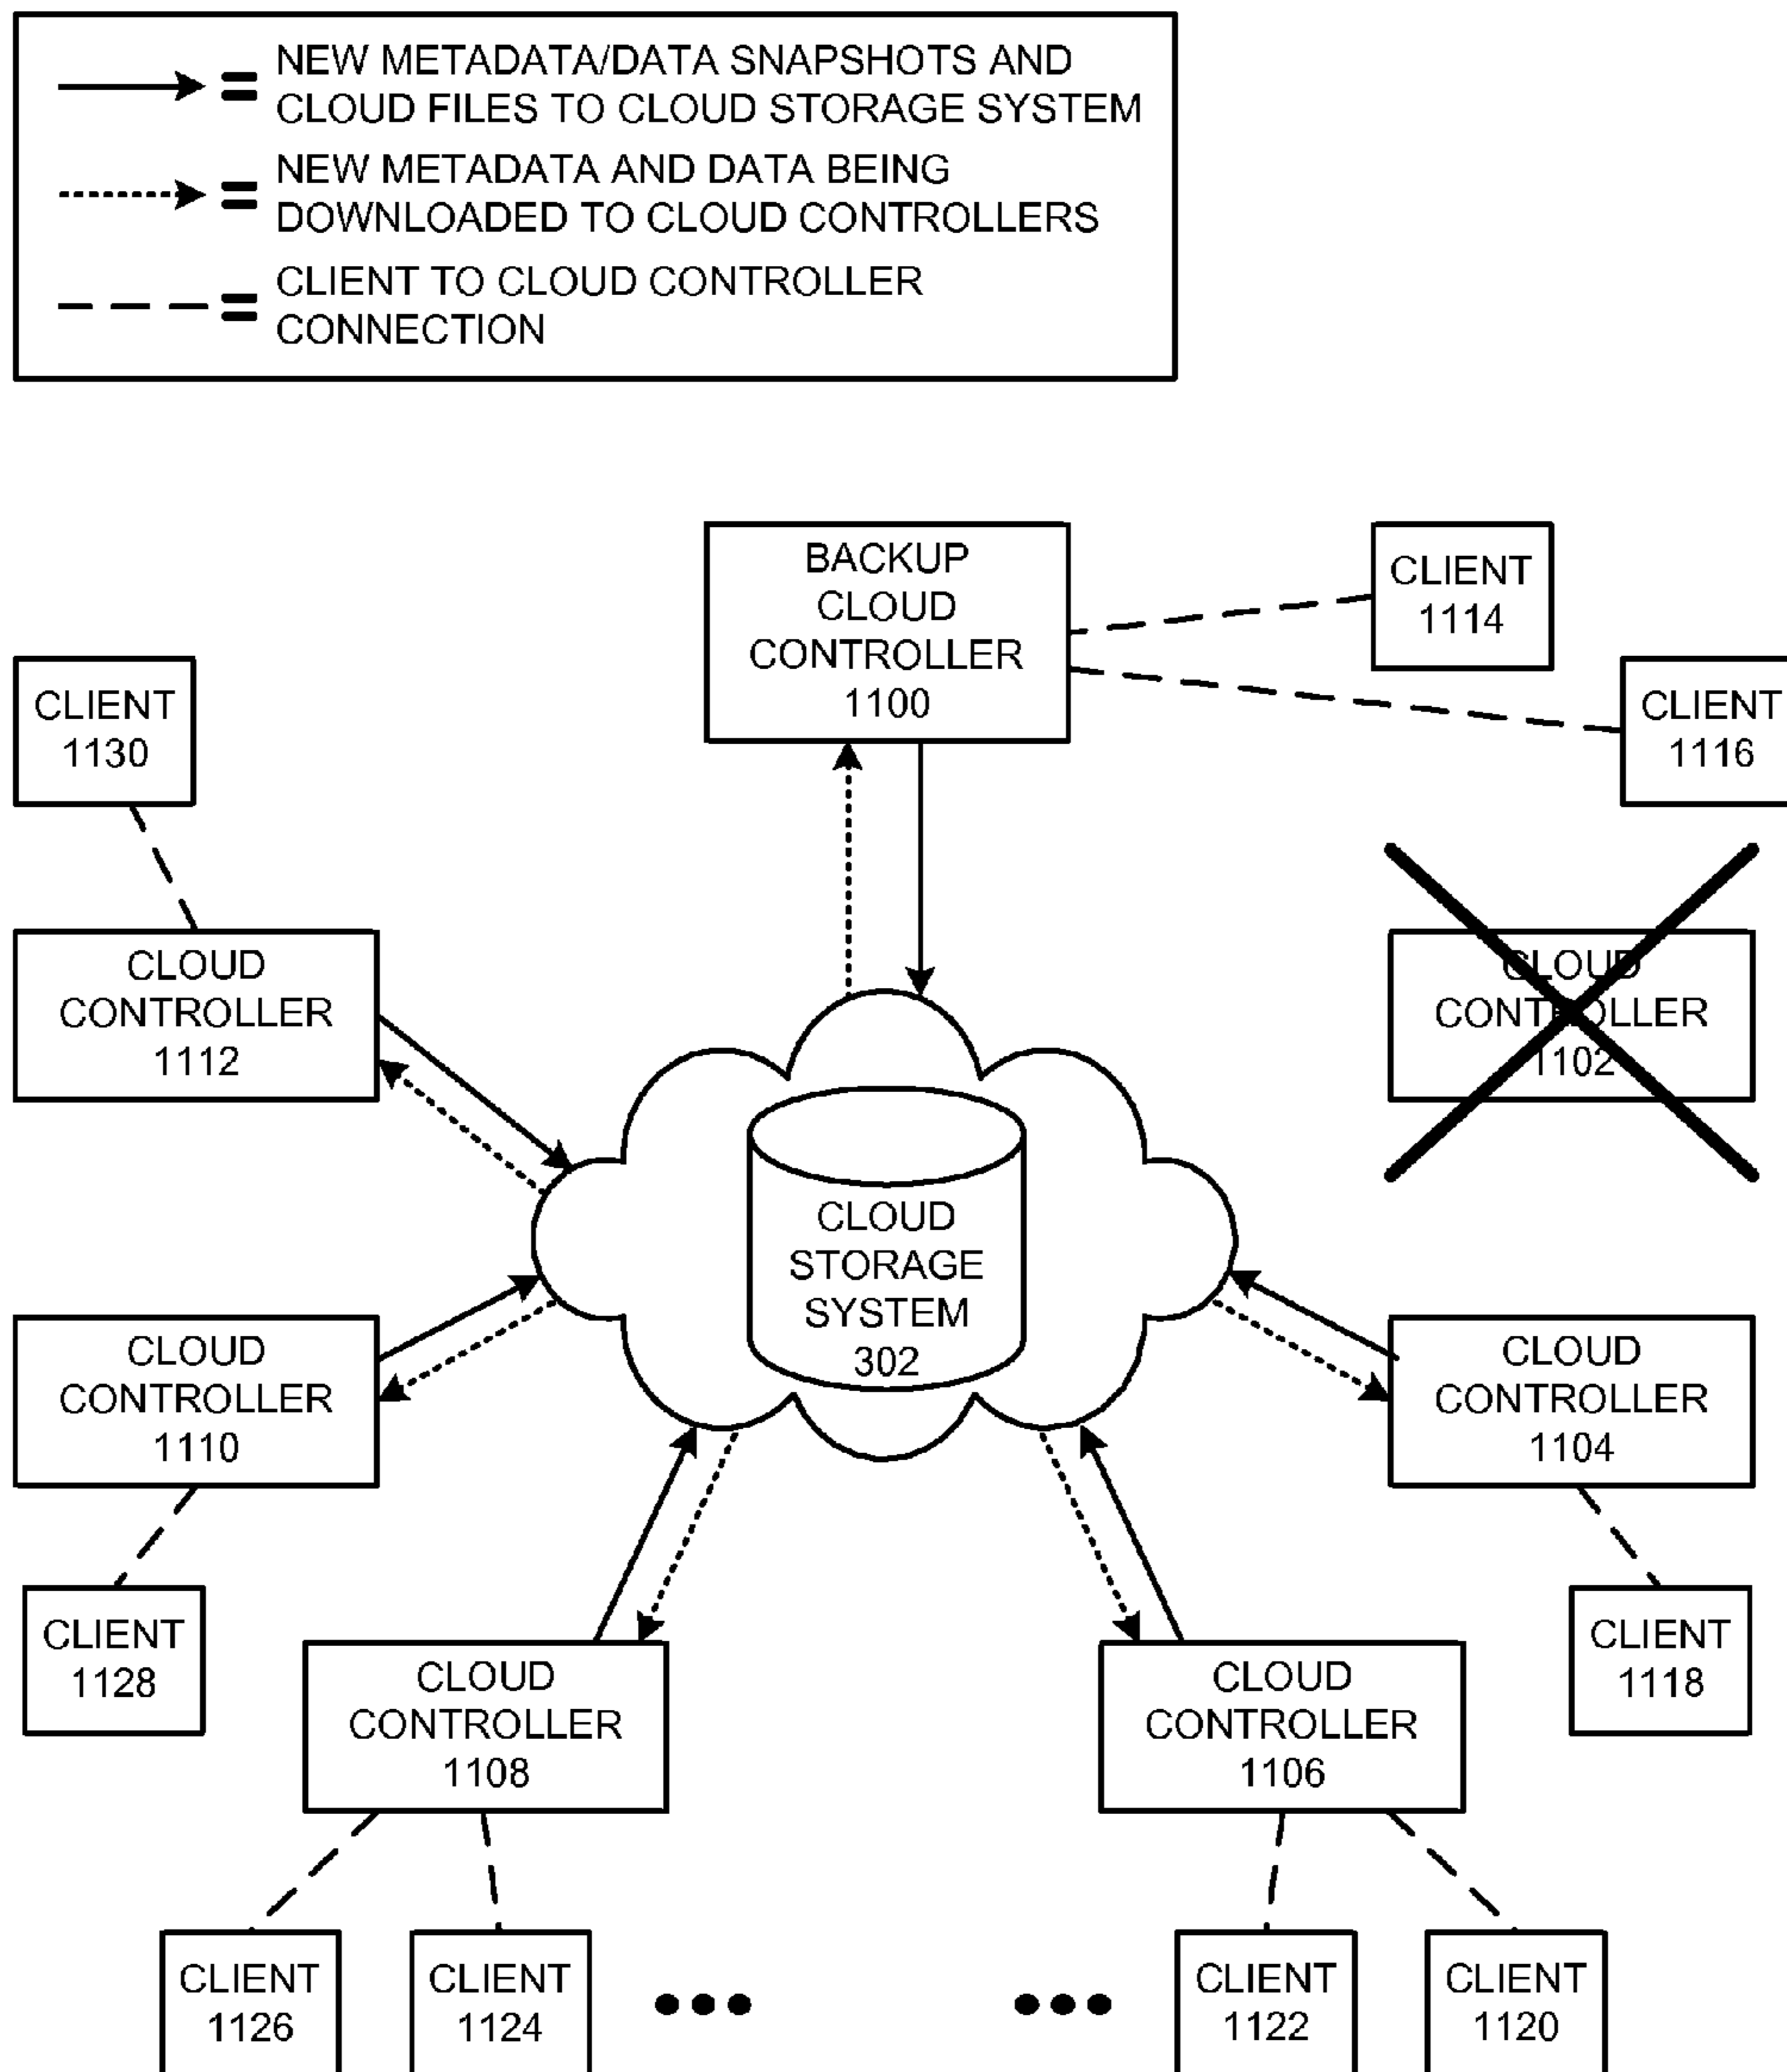 = NEW METADATA/DATA SNAPSHOTS AND
CLOUD FILES TO CLOUD STORAGE SYSTEM
= NEW METADATA AND DATA BEING
DOWNLOADED TO CLOUD CONTROLLERS
= CLIENT TO CLOUD CONTROLLER
CONNECTION
BACKUP
CLOUD
CONTROLLER
1100
CLIENT
1114
CLIENT
1116
CLIENT
1130
CLOUD
CONTROLLER
1112
CLOUD
CONTROLLER
1102
CLOUD
STORAGE
SYSTEM
302
CLOUD
CONTROLLER
1110
CLOUD
CONTROLLER
1104
CLIENT
1128
CLIENT
1118
CLOUD
CONTROLLER
1108
CLOUD
CONTROLLER
1106
CLIENT
1126
CLIENT
1124
CLIENT
1122
CLIENT
1120